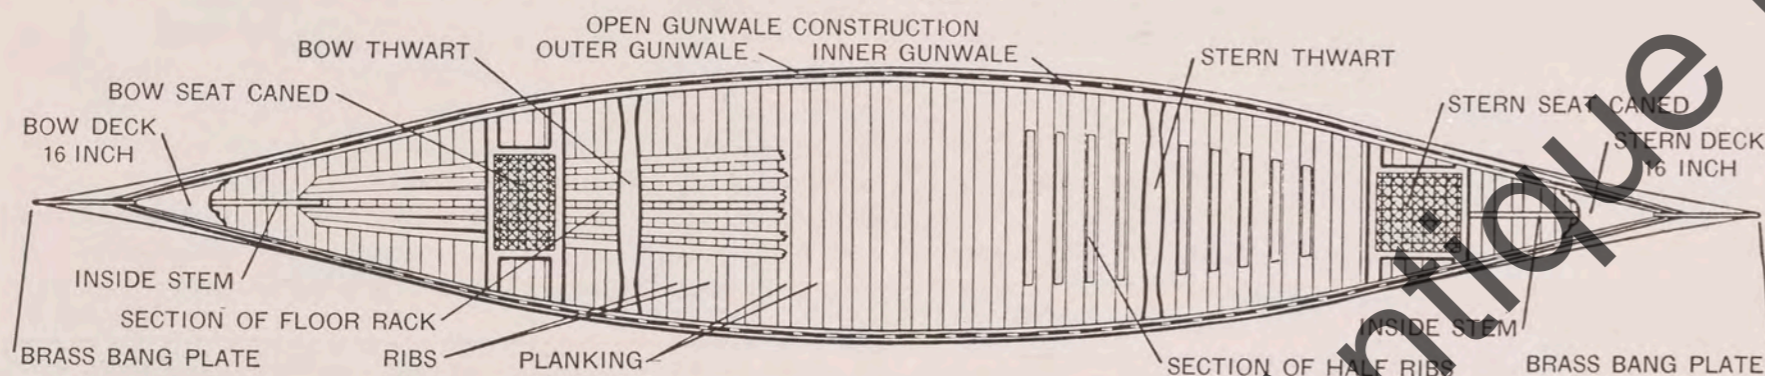 OPEN GUNWALE CONSTRUCTION
BOW THWART
OUTER GUNWALE
INNER GUNWALE
STERN THWART
BOW SEAT CANED
STERN SEAT CANED
BOW DECK
16 INCH
STERN DECK
16 INCH
INSIDE STEM
SECTION OF FLOOR RACK
INSIDE STEM
BRASS BANG PLATE
RIBS
PLANKING
SECTION OF HALF RIBS
BRASS BANG PLATE
ntique